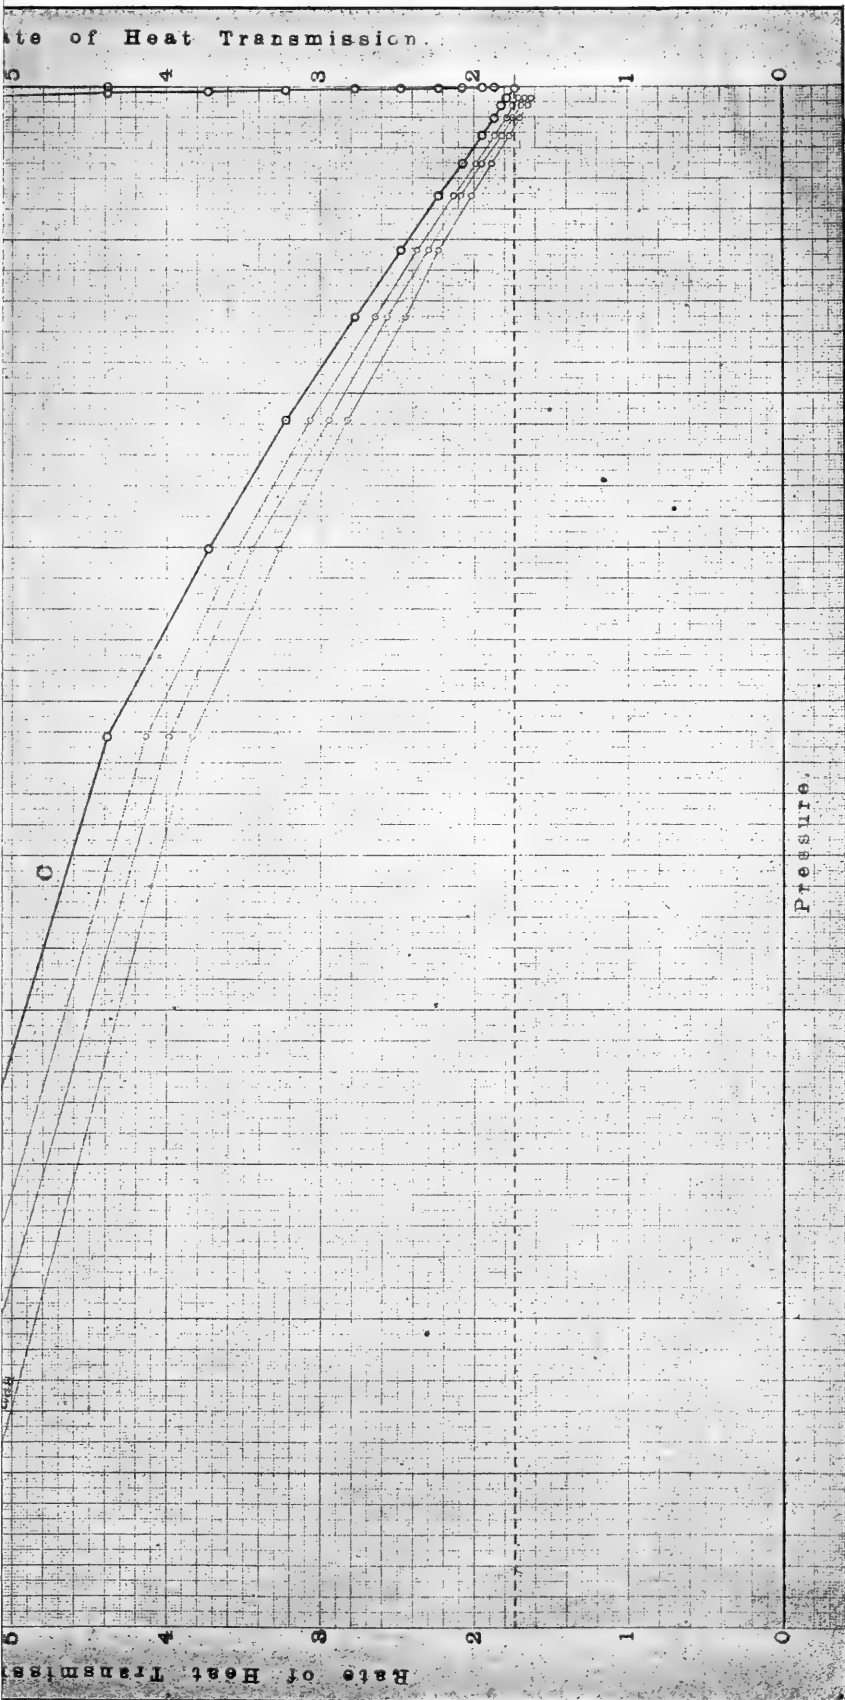 ate of Heat Transmission.
5 4 3 2 1 0
C
Pressure.
5 4 3 2 1 0
Rate of Heat Transmiss